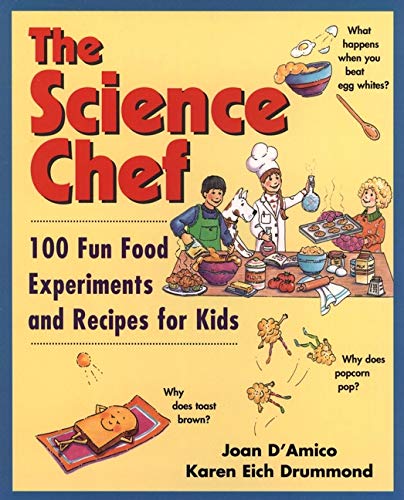 The
Science
Chef
What
happens
when you
beat
egg whites?
100 Fun Food
Experiments
and Recipes for Kids
Why does
popcorn
pop?
Why
does toast
brown?
Joan D'Amico
Karen Eich Drummond